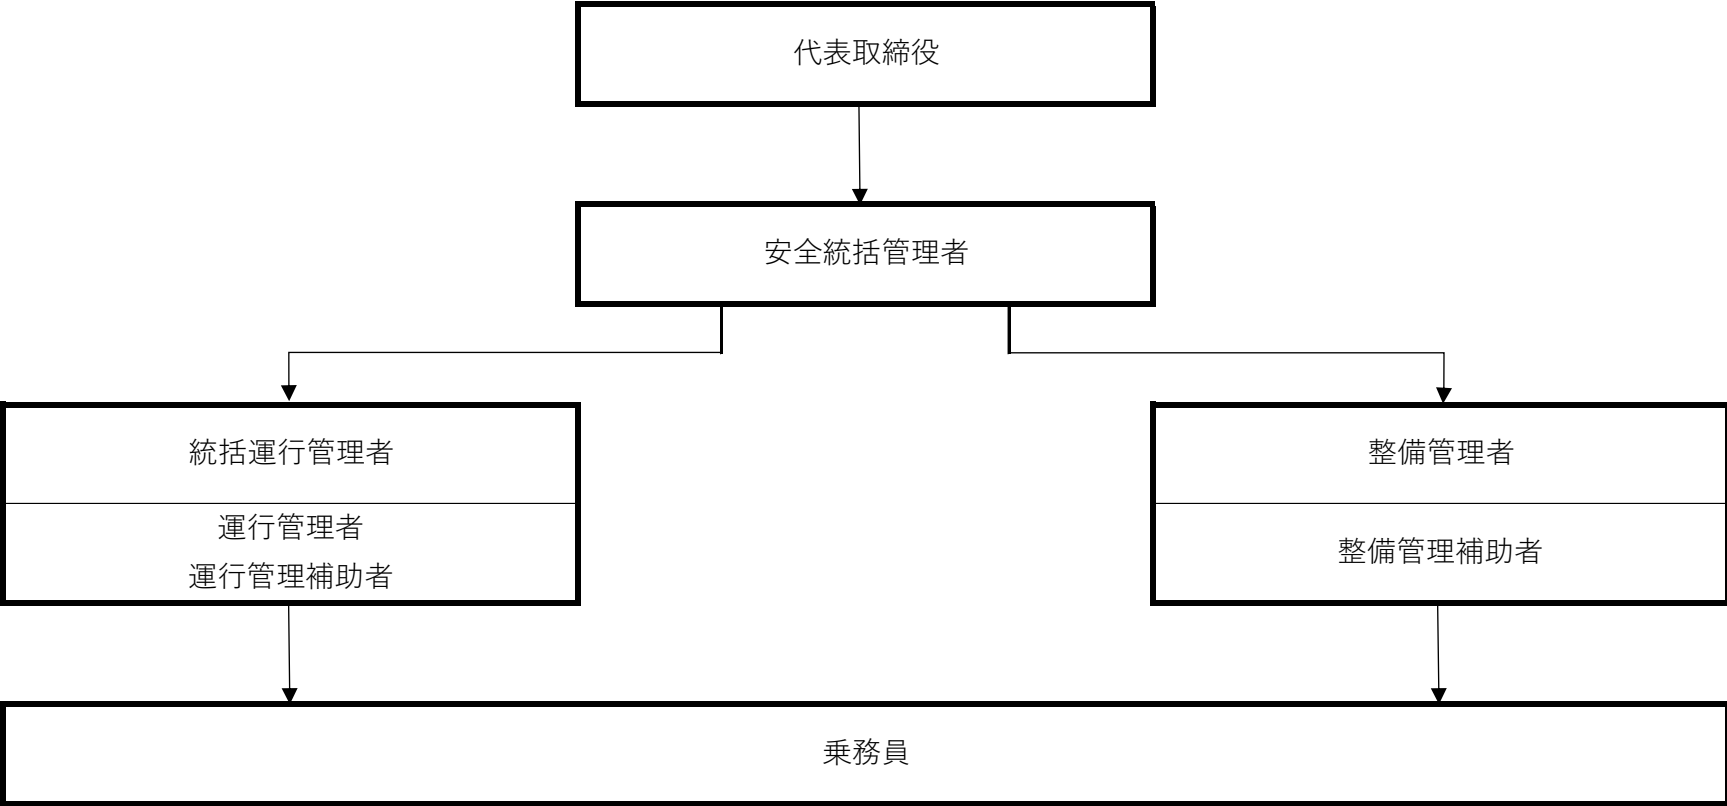 代表取締役
安全統括管理者
統括運行管理者
運行管理者
運行管理補助者
整備管理者
整備管理補助者
乗務員